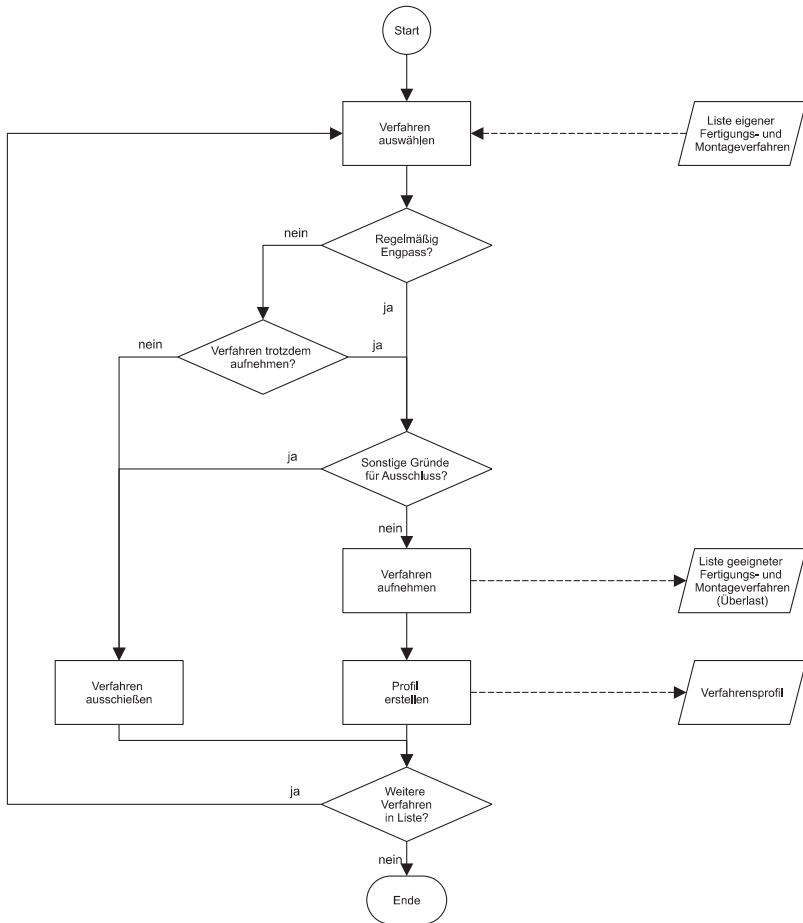 Start
Verfahren
auswählen
Liste eigener
Fertigungs- und
Montageverfahren
nein
Regelmäßig
Engpass?
ja
nein
Verfahren trotzdem
aufnehmen?
ja
ja
Sonstige Gründe
für Ausschluss?
nein
Verfahren
aufnehmen
Liste geeigneter
Fertigungs- und
Montageverfahren
(Überlast)
Verfahren
ausschießen
Profil
erstellen
Verfahrensprofil
ja
Weitere
Verfahren
in Liste?
nein
Ende